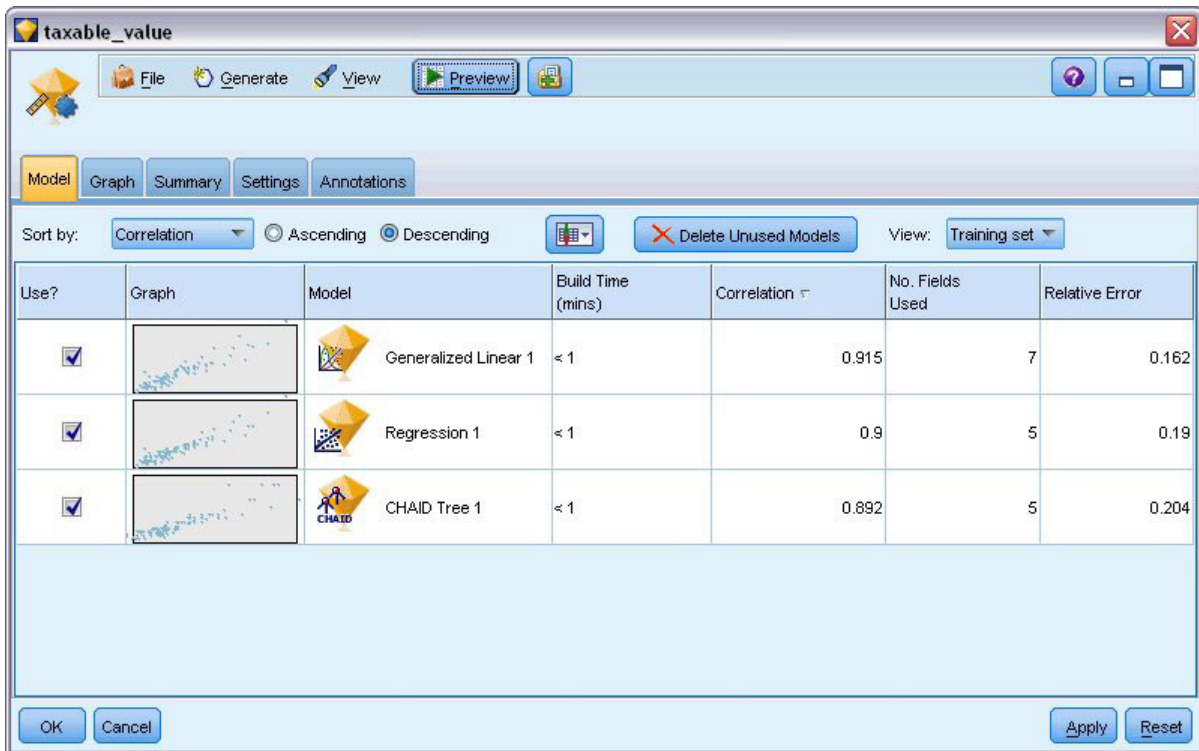 taxable_value
File Generate View Preview
Model Graph Summary Settings Annotations
Sort by: Correlation Ascending Descending Delete Unused Models View: Training set
Use? Graph Model Build Time (mins) Correlation No. Fields Used Relative Error
Generalized Linear 1 < 1 0.915 7 0.162
Regression 1 < 1 0.9 5 0.19
CHAID CHAID Tree 1 < 1 0.892 5 0.204
OK Cancel Apply Reset